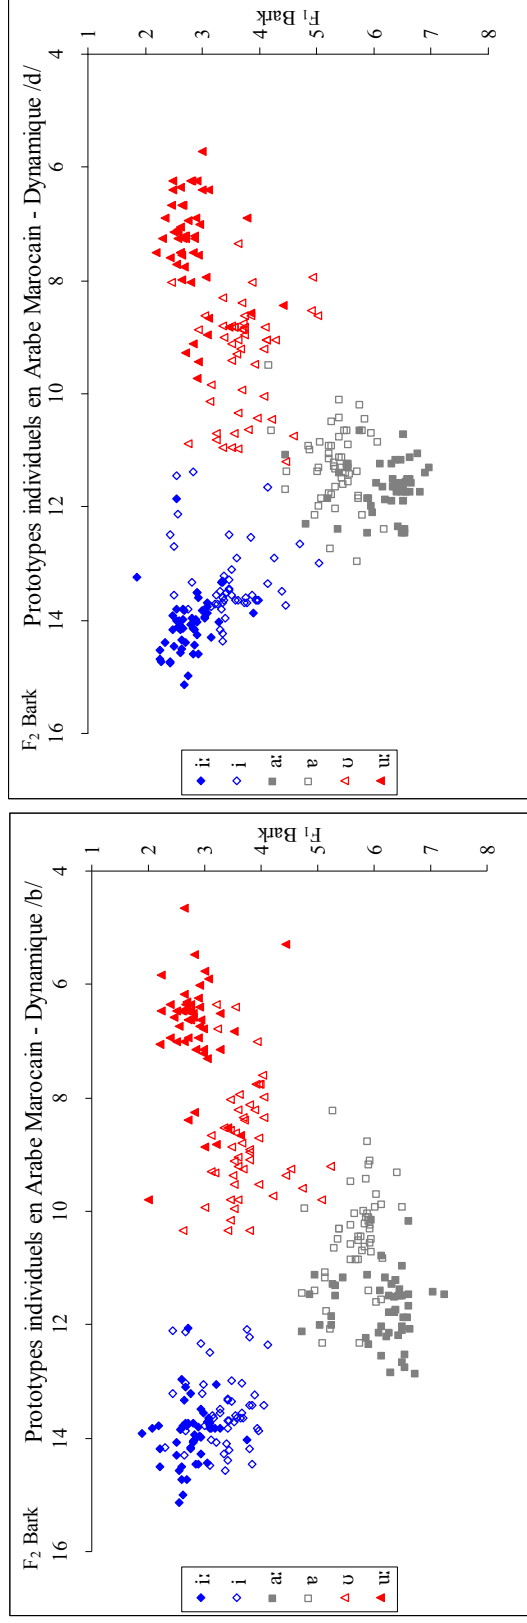 Prototypes individuels en Arabe Marocain - Dynamique /b/
F₂ Bark
16 14 12 10 8 6 4
1
2
3
4
5
6
7
8
F₁ Bark
iː
i
aː
ɐ
ʊ
uː
Prototypes individuels en Arabe Marocain - Dynamique /d/
F₂ Bark
16 14 12 10 8 6 4
1
2
3
4
5
6
7
8
F₁ Bark
iː
i
aː
ɐ
ʊ
uː